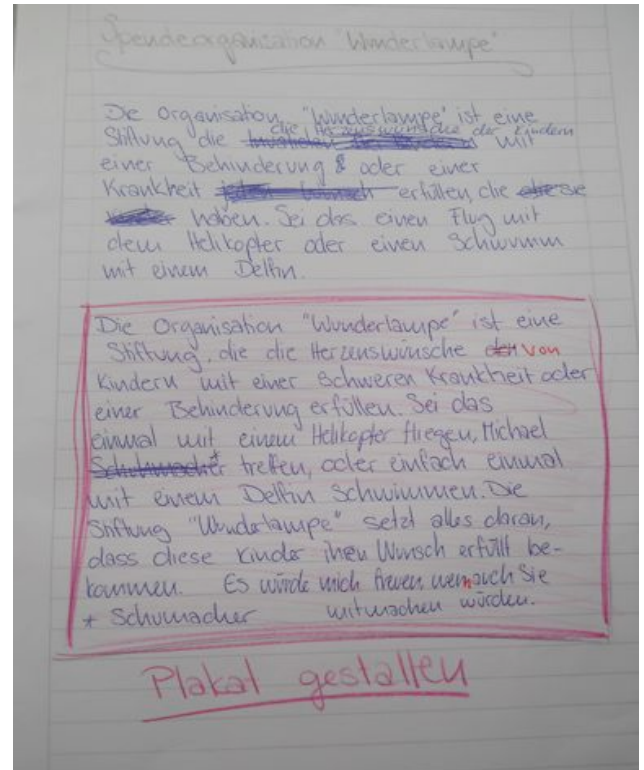 Spendeorganisation "Wunderlampe"
Die Organisation "Wunderlampe" ist eine
die Herzenswünsche der Kindern
Stiftung die mit
einer Behinderung oder einer
Krankheit erfüllen, die
haben. Sei das einen Flug mit
dem Helikopter oder einen Schwumm
mit einem Delfin.
Die Organisation "Wunderlampe" ist eine
Stiftung, die die Herzenswünsche den von
Kindern mit einer Schweren Krankheit oder
einer Behinderung erfüllen. Sei das
einmal mit einem Helikopter fliegen, Michael
Schuhmacher* treffen, oder einfach einmal
mit einem Delfin Schwimmen. Die
Stiftung "Wunderlampe" setzt alles daran,
dass diese Kinder ihren Wunsch erfüllt be-
kommen. Es würde mich freuen, wenn auch Sie
* Schumacher mitmachen würden.
Plakat gestalten